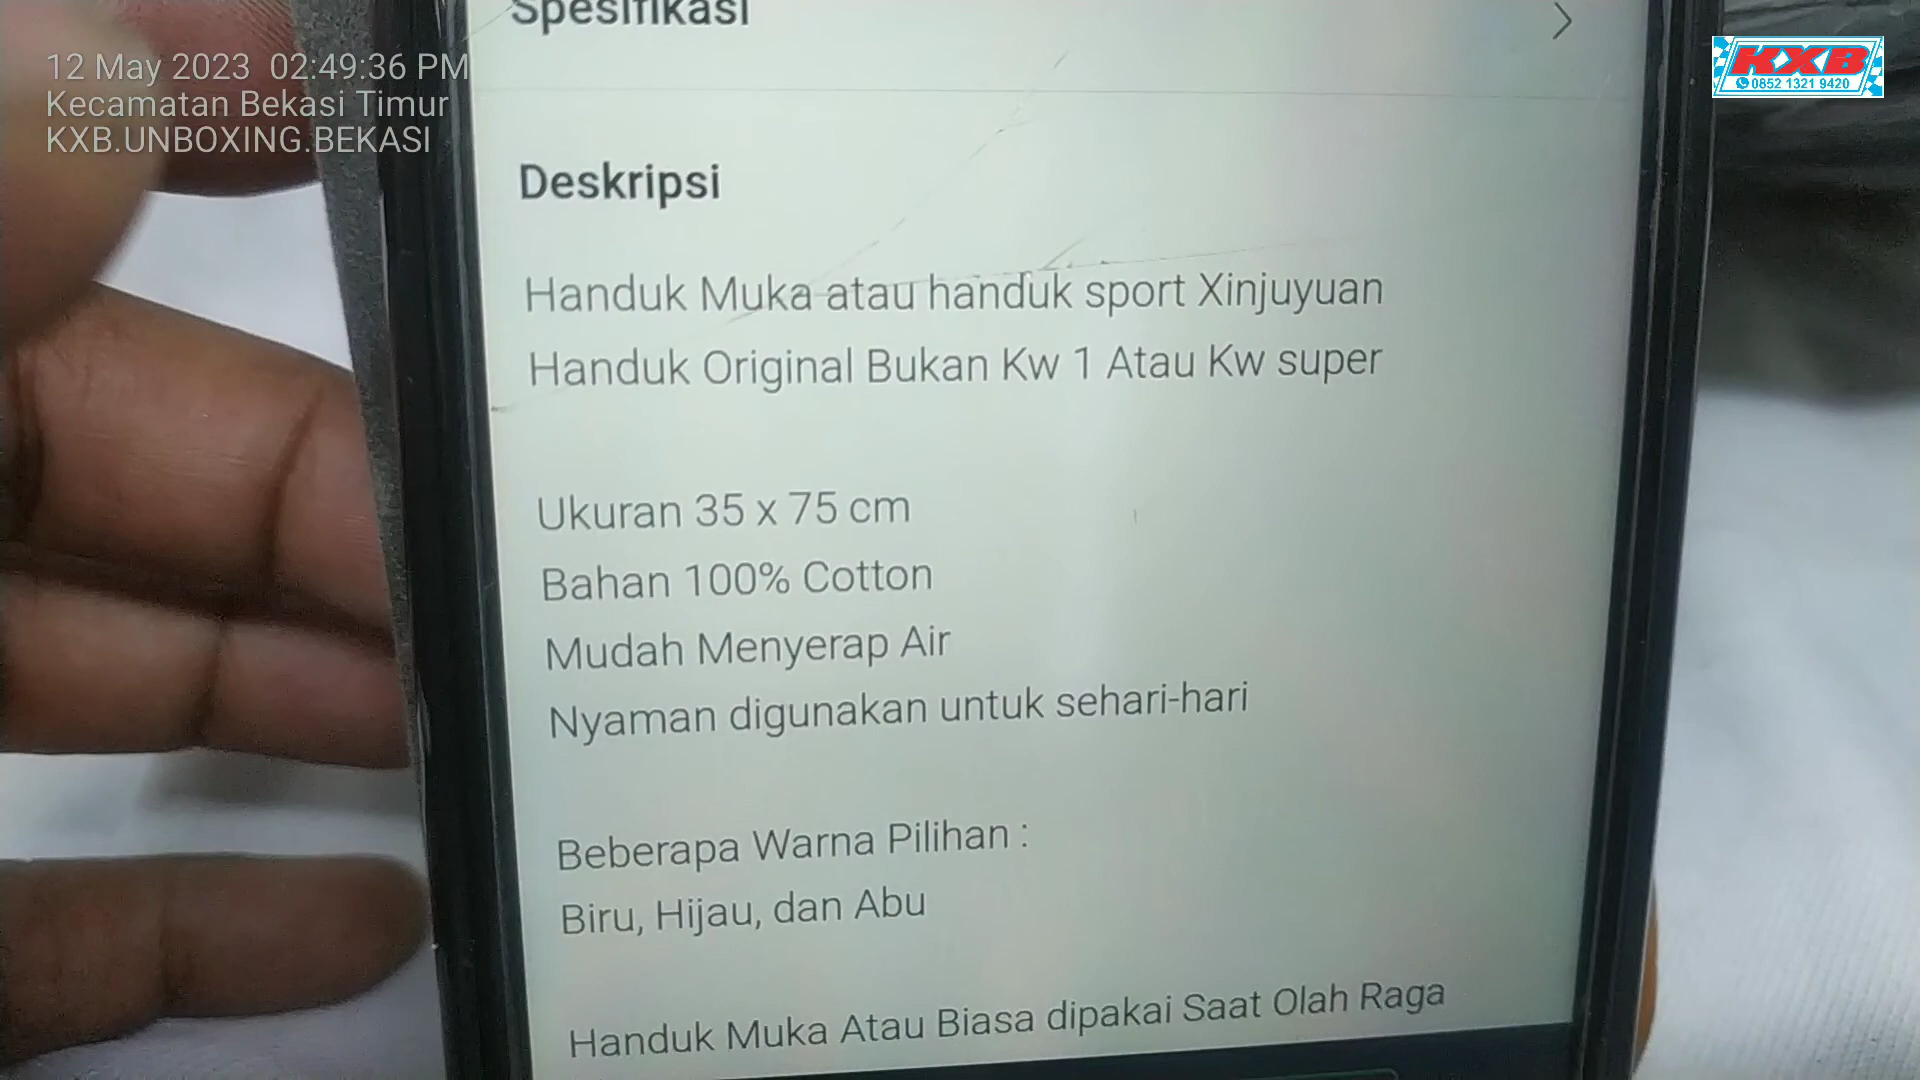 12 May 2023 02:49:36 PM
Kecamatan Bekasi Timur
KXB.UNBOXING.BEKASI
KXB
0852 1321 9420
Spesifikasi
Deskripsi
Handuk Muka atau handuk sport Xinjuyuan
Handuk Original Bukan Kw 1 Atau Kw super
Ukuran 35 x 75 cm
Bahan 100% Cotton
Mudah Menyerap Air
Nyaman digunakan untuk sehari-hari
Beberapa Warna Pilihan :
Biru, Hijau, dan Abu
Handuk Muka Atau Biasa dipakai Saat Olah Raga